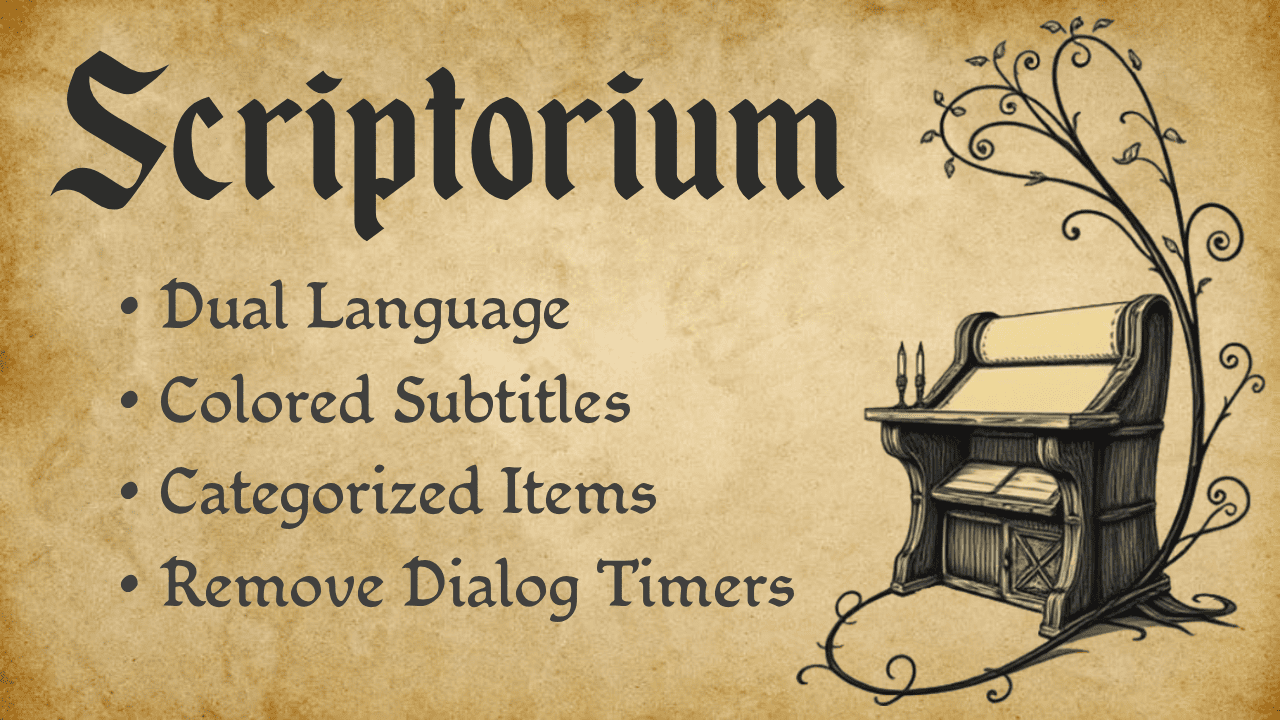 Scriptorium
• Dual Language
• Colored Subtitles
• Categorized Items
• Remove Dialog Timers